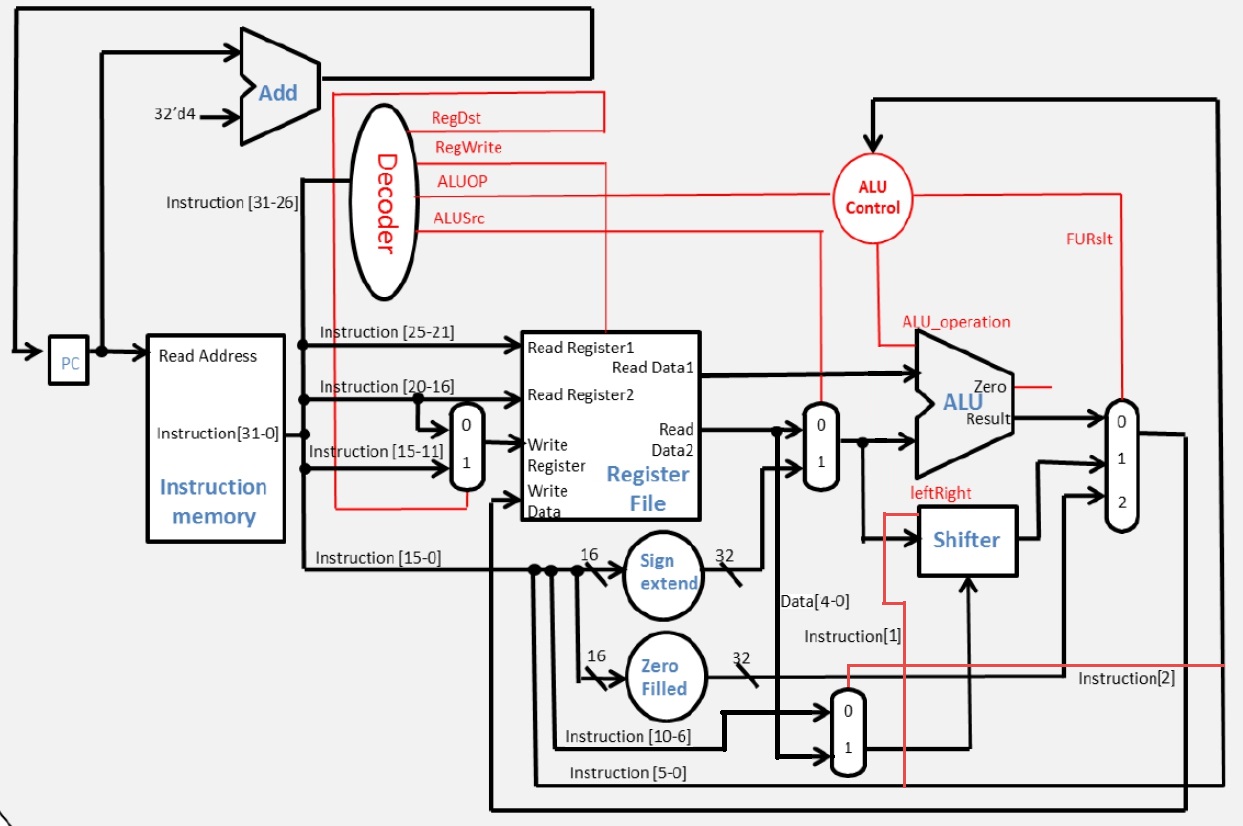 Add
32'd4
RegDst
RegWrite
ALUOP
ALUSrc
Decoder
Instruction [31-26]
ALU
Control
FURslt
PC
Read Address
Instruction[31-0]
Instruction
memory
Instruction [25-21]
Instruction [20-16]
Instruction [15-11]
0
1
Read Register1
Read Data1
Read Register2
Read
Data2
Write
Register
Write
Data
Register
File
0
1
ALU_operation
Zero
ALU
Result
0
1
2
leftRight
Shifter
Instruction [15-0]
16
Sign
extend
32
Data[4-0]
Instruction[1]
16
Zero
Filled
32
Instruction[2]
0
1
Instruction [10-6]
Instruction [5-0]